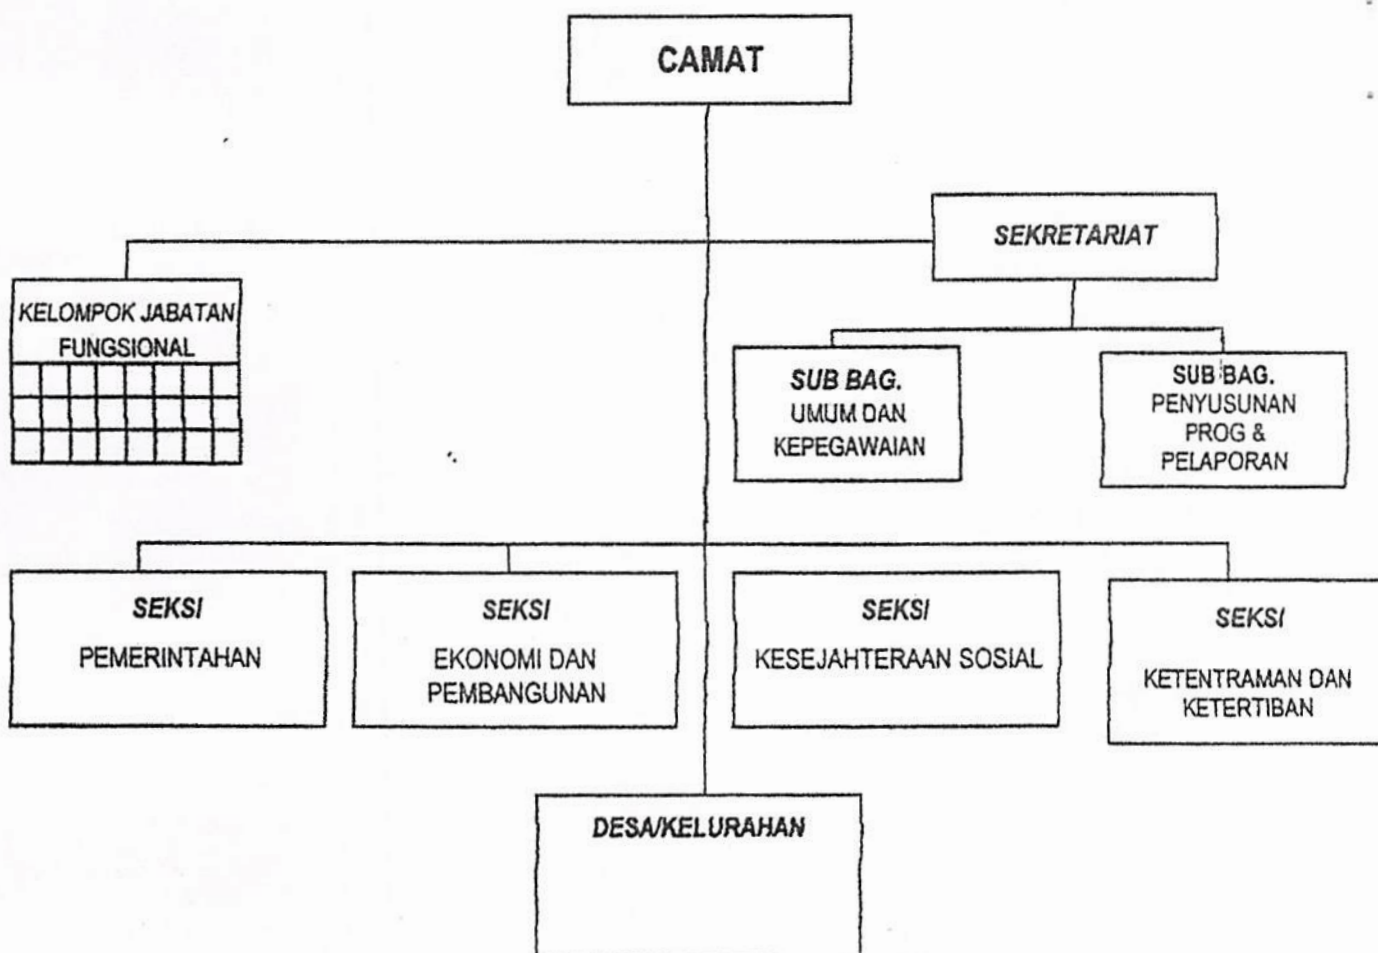 CAMAT
SEKRETARIAT
KELOMPOK JABATAN
FUNGSIONAL
SUB BAG.
UMUM DAN
KEPEGAWAIAN
SUB BAG.
PENYUSUNAN
PROG &
PELAPORAN
SEKSI
PEMERINTAHAN
SEKSI
EKONOMI DAN
PEMBANGUNAN
SEKSI
KESEJAHTERAAN SOSIAL
SEKSI
KETENTRAMAN DAN
KETERTIBAN
DESA/KELURAHAN